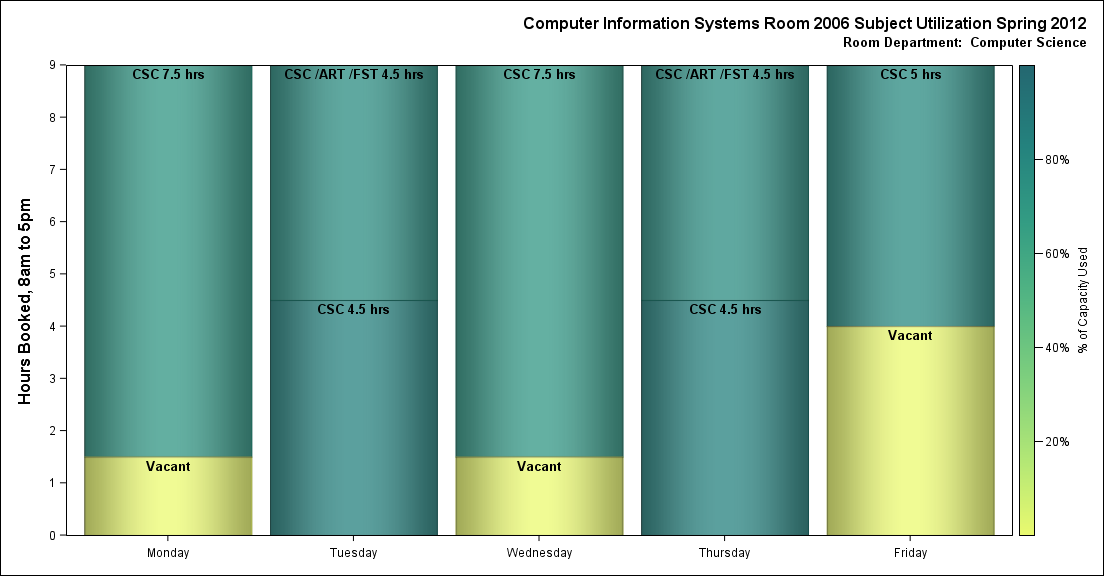 Computer Information Systems Room 2006 Subject Utilization Spring 2012
Room Department:  Computer Science
Hours Booked, 8am to 5pm
9
8
7
6
5
4
3
2
1
0
CSC 7.5 hrs
Vacant
CSC /ART /FST 4.5 hrs
CSC 4.5 hrs
CSC 7.5 hrs
Vacant
CSC /ART /FST 4.5 hrs
CSC 4.5 hrs
CSC 5 hrs
Vacant
Monday
Tuesday
Wednesday
Thursday
Friday
80%
60%
40%
20%
% of Capacity Used